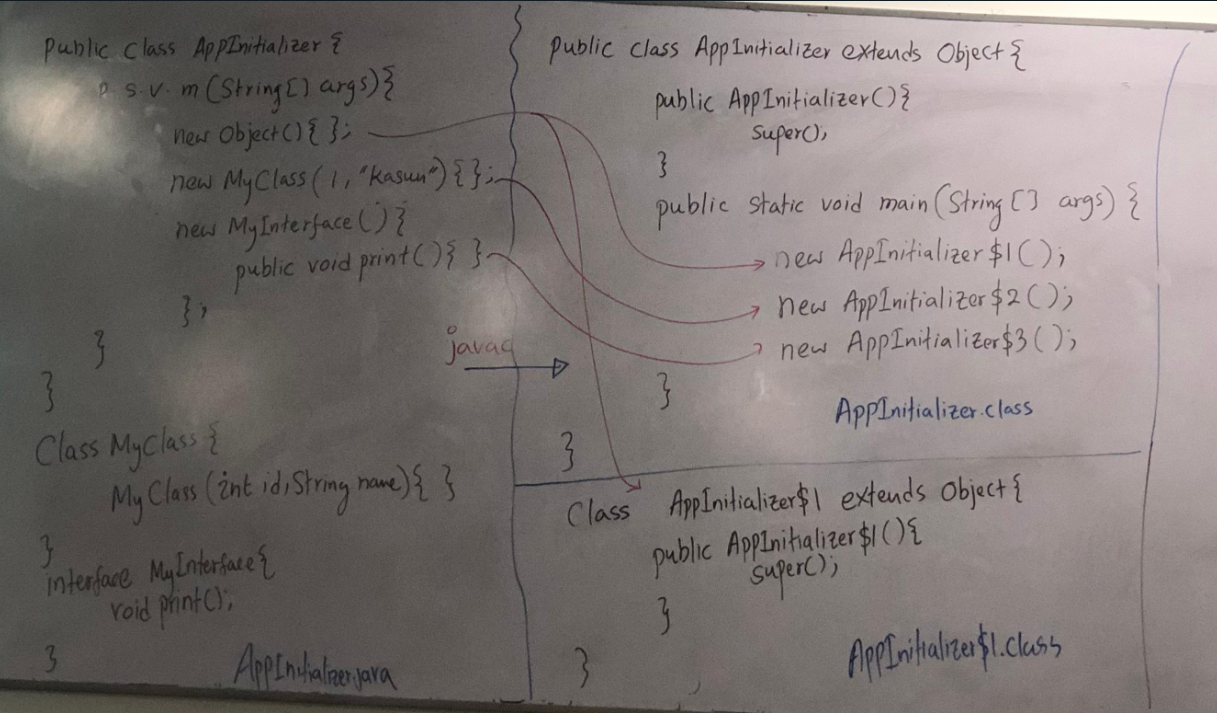 public class AppInitializer {
p. s.v. m (String[] args){
new Object(){ };
new MyClass(1, "Kasun"){ };
new MyInterface(){
public void print(){ }
};
}
}
Class MyClass {
MyClass(int id, String name){ }
}
interface MyInterface{
void print();
}
AppInitializer.java
javac
public class AppInitializer extends Object {
public AppInitializer(){
super();
}
public static void main(String [] args) {
new AppInitializer$1();
new AppInitializer$2();
new AppInitializer$3();
}
AppInitializer.class
}
Class AppInitializer$1 extends Object {
public AppInitializer$1(){
super();
}
AppInitializer$1.class
}